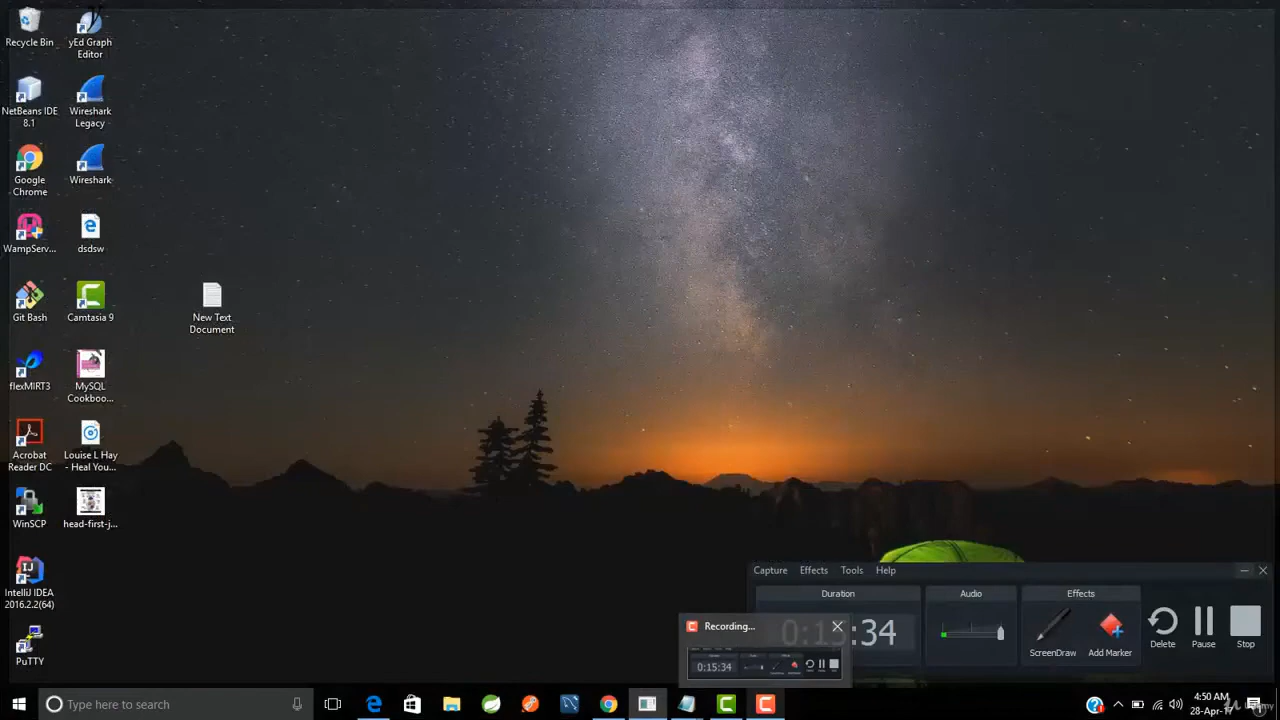 Recycle Bin
yEd Graph
Editor
NetBeans IDE
8.1
Wireshark
Legacy
Google
Chrome
Wireshark
WampServ...
dsdsw
Git Bash
Camtasia 9
New Text
Document
flexMIRT3
MySQL
Cookboo...
Acrobat
Reader DC
Louise L Hay
- Heal You...
WinSCP
head-first-j...
IntelliJ IDEA
2016.2.2(64)
PuTTY
Capture Effects Tools Help
Duration Audio Effects
:34
ScreenDraw Add Marker Delete Pause Stop
Recording...
0:15:34
Type here to search
4:50 AM